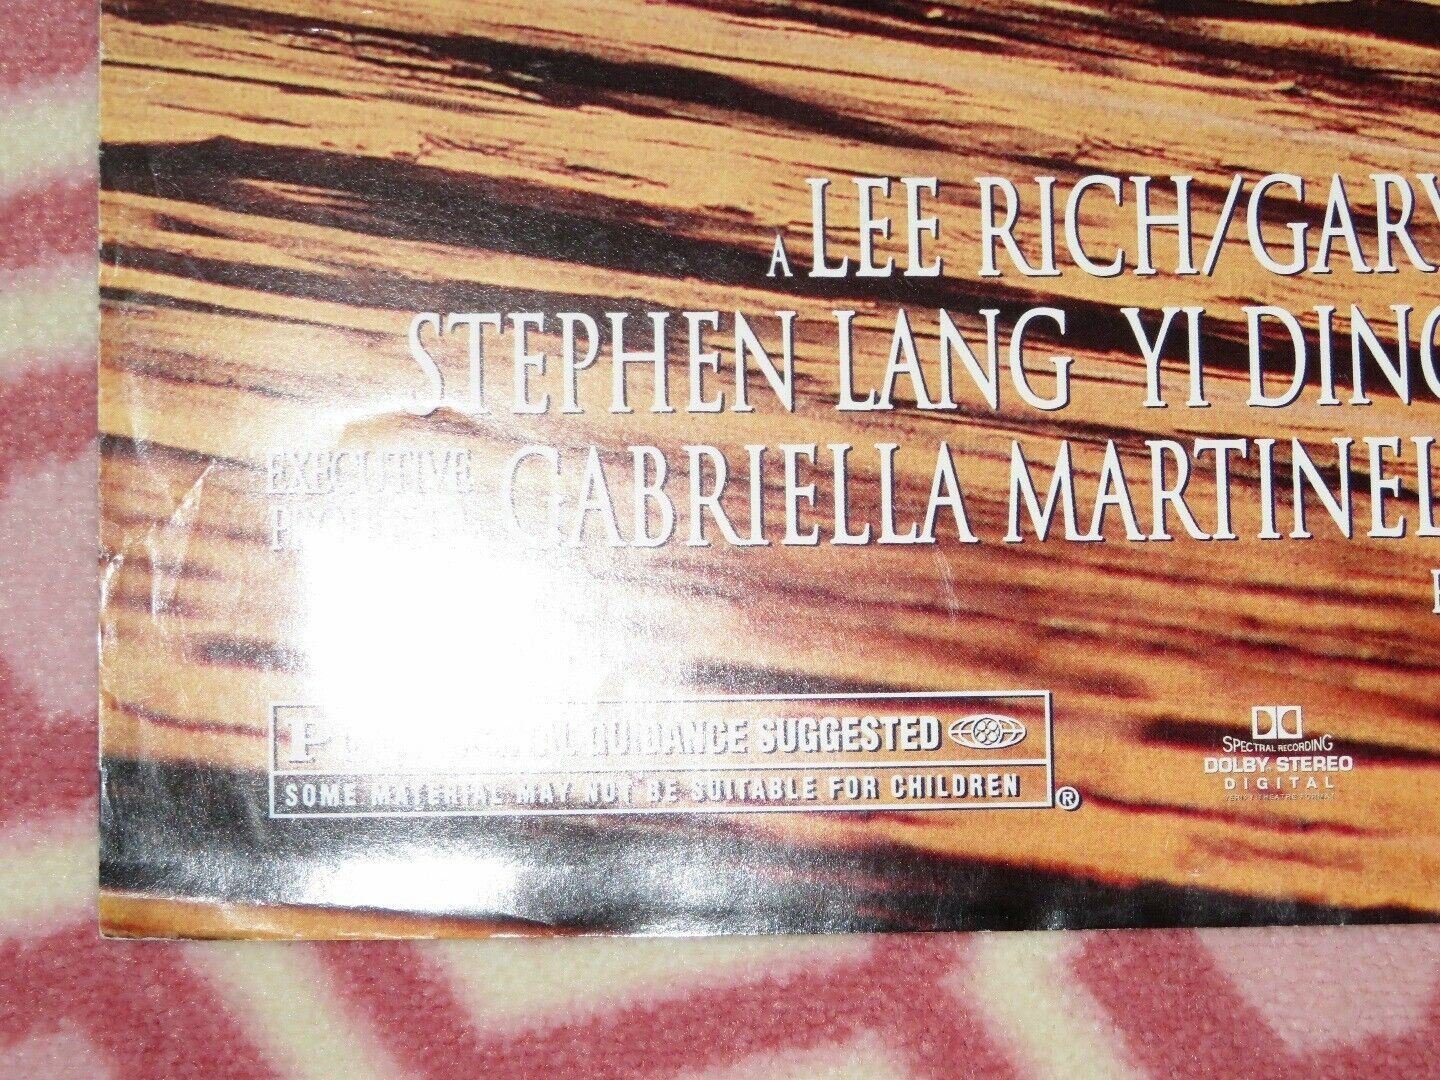 A LEE RICH/GARY
STEPHEN LANG YI DING
EXECUTIVE
GABRIELLA MARTINEL
GUIDANCE SUGGESTED
SOME MATERIAL MAY NOT BE SUITABLE FOR CHILDREN
®
SPECTRAL RECORDING
DOLBY STEREO
DIGITAL